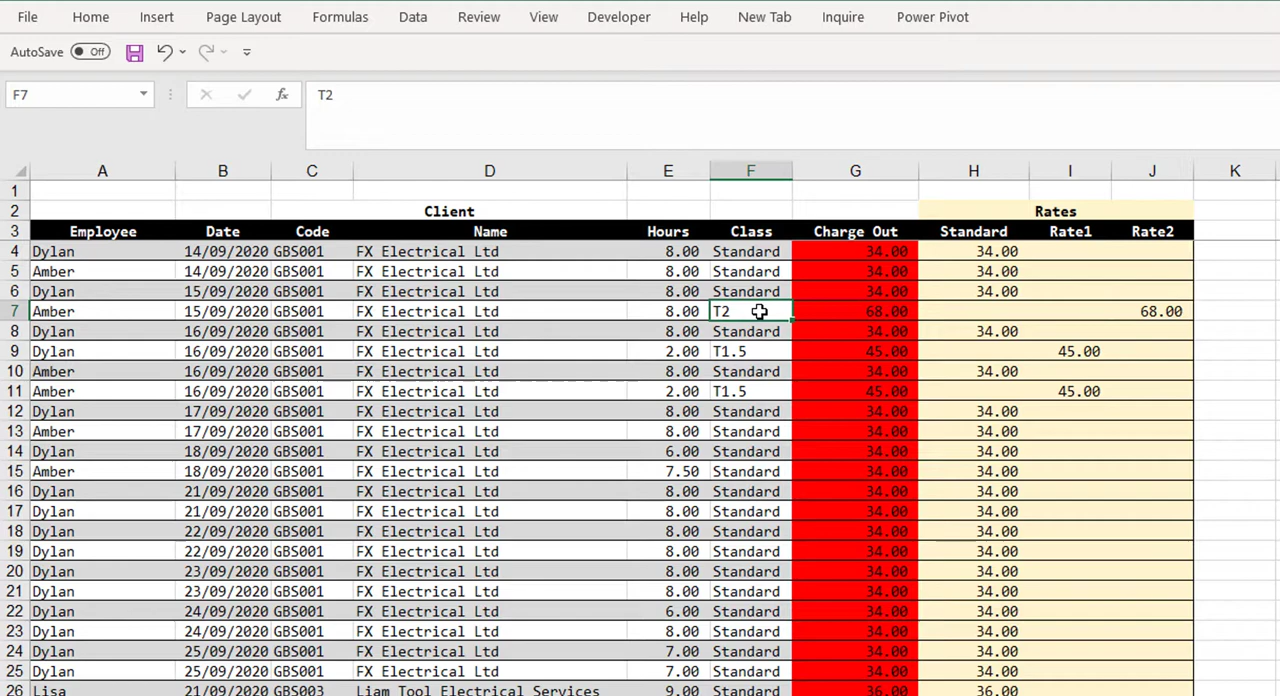 File Home Insert Page Layout Formulas Data Review View Developer Help New Tab Inquire Power Pivot
AutoSave Off
F7 fx T2
A B C D E F G H I J K
1
2 Client Rates
3 Employee Date Code Name Hours Class Charge Out Standard Rate1 Rate2
4 Dylan 14/09/2020 GBS001 FX Electrical Ltd 8.00 Standard 34.00 34.00
5 Amber 14/09/2020 GBS001 FX Electrical Ltd 8.00 Standard 34.00 34.00
6 Dylan 15/09/2020 GBS001 FX Electrical Ltd 8.00 Standard 34.00 34.00
7 Amber 15/09/2020 GBS001 FX Electrical Ltd 8.00 T2 68.00 68.00
8 Dylan 16/09/2020 GBS001 FX Electrical Ltd 8.00 Standard 34.00 34.00
9 Dylan 16/09/2020 GBS001 FX Electrical Ltd 2.00 T1.5 45.00 45.00
10 Amber 16/09/2020 GBS001 FX Electrical Ltd 8.00 Standard 34.00 34.00
11 Amber 16/09/2020 GBS001 FX Electrical Ltd 2.00 T1.5 45.00 45.00
12 Dylan 17/09/2020 GBS001 FX Electrical Ltd 8.00 Standard 34.00 34.00
13 Amber 17/09/2020 GBS001 FX Electrical Ltd 8.00 Standard 34.00 34.00
14 Dylan 18/09/2020 GBS001 FX Electrical Ltd 6.00 Standard 34.00 34.00
15 Amber 18/09/2020 GBS001 FX Electrical Ltd 7.50 Standard 34.00 34.00
16 Dylan 21/09/2020 GBS001 FX Electrical Ltd 8.00 Standard 34.00 34.00
17 Dylan 21/09/2020 GBS001 FX Electrical Ltd 8.00 Standard 34.00 34.00
18 Dylan 22/09/2020 GBS001 FX Electrical Ltd 8.00 Standard 34.00 34.00
19 Dylan 22/09/2020 GBS001 FX Electrical Ltd 8.00 Standard 34.00 34.00
20 Dylan 23/09/2020 GBS001 FX Electrical Ltd 8.00 Standard 34.00 34.00
21 Dylan 23/09/2020 GBS001 FX Electrical Ltd 8.00 Standard 34.00 34.00
22 Dylan 24/09/2020 GBS001 FX Electrical Ltd 6.00 Standard 34.00 34.00
23 Dylan 24/09/2020 GBS001 FX Electrical Ltd 8.00 Standard 34.00 34.00
24 Dylan 25/09/2020 GBS001 FX Electrical Ltd 7.00 Standard 34.00 34.00
25 Dylan 25/09/2020 GBS001 FX Electrical Ltd 7.00 Standard 34.00 34.00
26 Lisa 21/09/2020 GBS003 Liam Tool Electrical Services 9.00 Standard 36.00 36.00